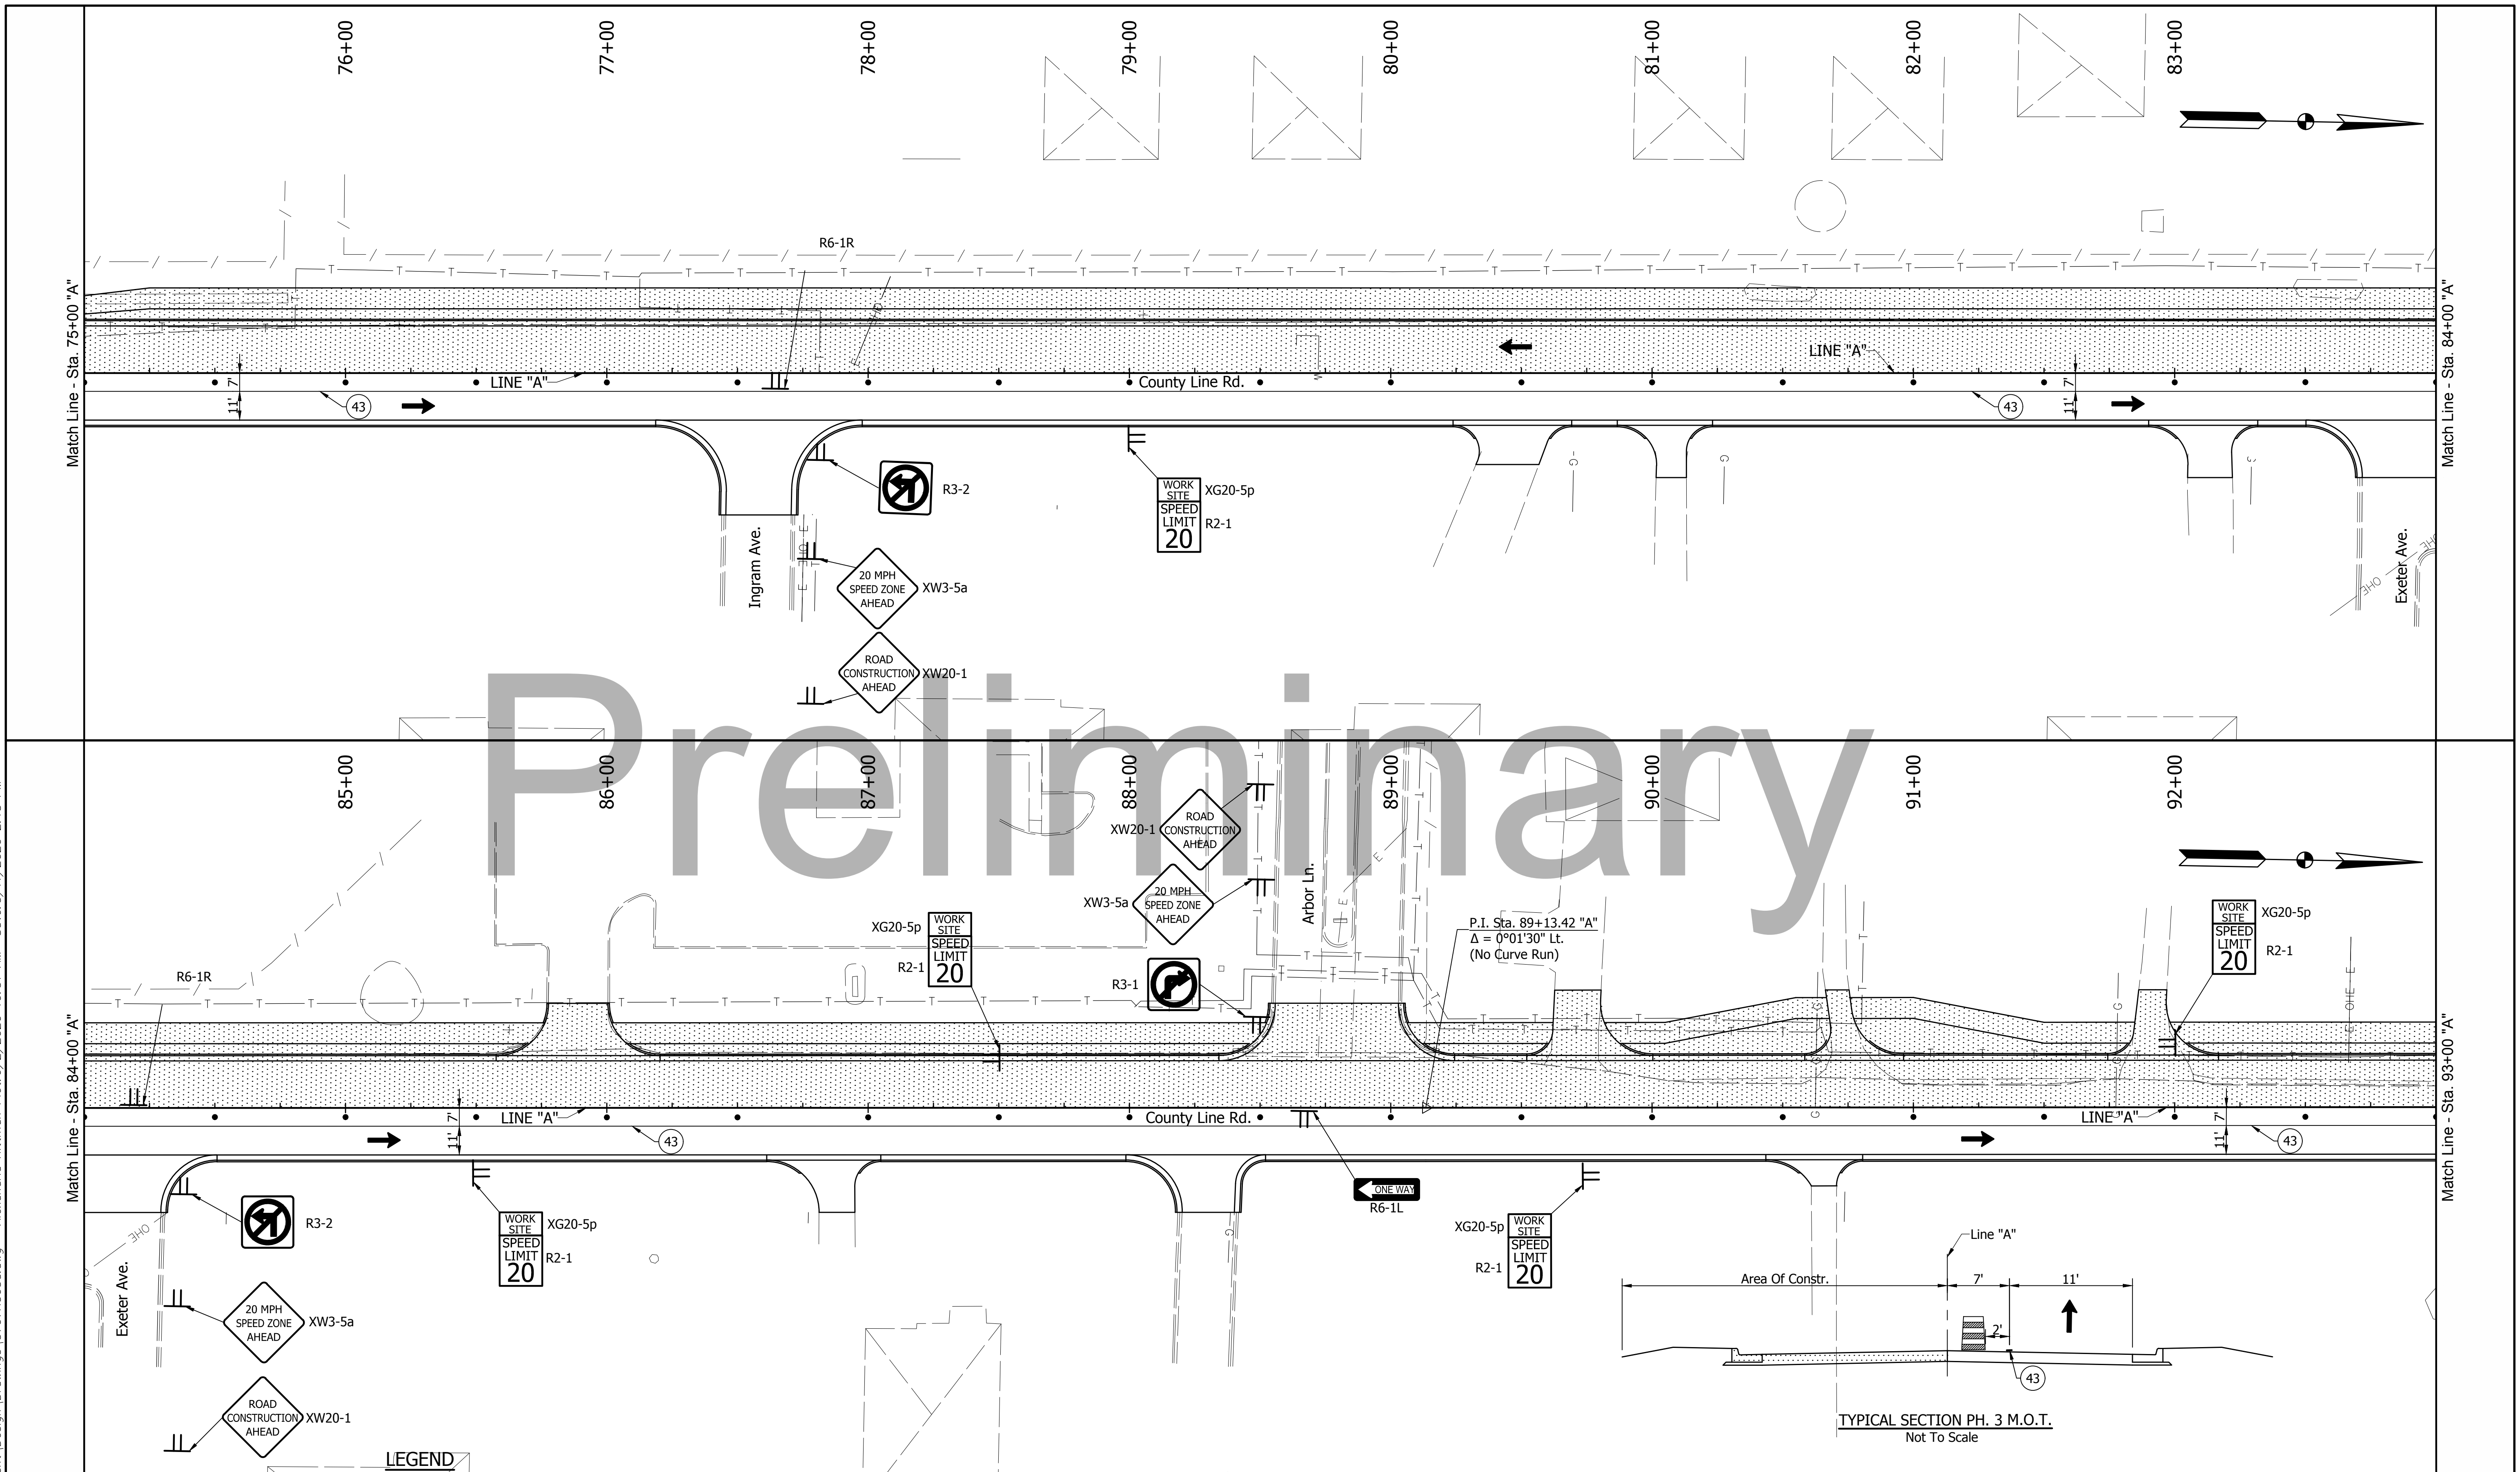 76+00
77+00
78+00
79+00
80+00
81+00
82+00
83+00
Match Line - Sta. 75+00 "A"
Match Line - Sta. 84+00 "A"
R6-1R
LINE "A"
County Line Rd.
LINE "A"
7'
11'
43
43
7'
11'
R3-2
WORK
SITE
SPEED
LIMIT
20
XG20-5p
R2-1
Ingram Ave.
Exeter Ave.
OHE
20 MPH
SPEED ZONE
AHEAD
XW3-5a
ROAD
CONSTRUCTION
AHEAD
XW20-1
Preliminary
85+00
86+00
87+00
88+00
89+00
90+00
91+00
92+00
Match Line - Sta. 84+00 "A"
Match Line - Sta. 93+00 "A"
XW20-1
ROAD
CONSTRUCTION
AHEAD
XW3-5a
20 MPH
SPEED ZONE
AHEAD
Arbor Ln.
R3-1
XG20-5p
R2-1
WORK
SITE
SPEED
LIMIT
20
P.I. Sta. 89+13.42 "A"
Δ = 0°01'30" Lt.
(No Curve Run)
WORK
SITE
SPEED
LIMIT
20
XG20-5p
R2-1
R6-1R
LINE "A"
County Line Rd.
LINE "A"
7'
11'
43
43
7'
11'
OHE
Exeter Ave.
R3-2
WORK
SITE
SPEED
LIMIT
20
XG20-5p
R2-1
ONE WAY
R6-1L
XG20-5p
R2-1
WORK
SITE
SPEED
LIMIT
20
20 MPH
SPEED ZONE
AHEAD
XW3-5a
ROAD
CONSTRUCTION
AHEAD
XW20-1
Line "A"
Area Of Constr.
7'
11'
2'
43
TYPICAL SECTION PH. 3 M.O.T.
Not To Scale
LEGEND